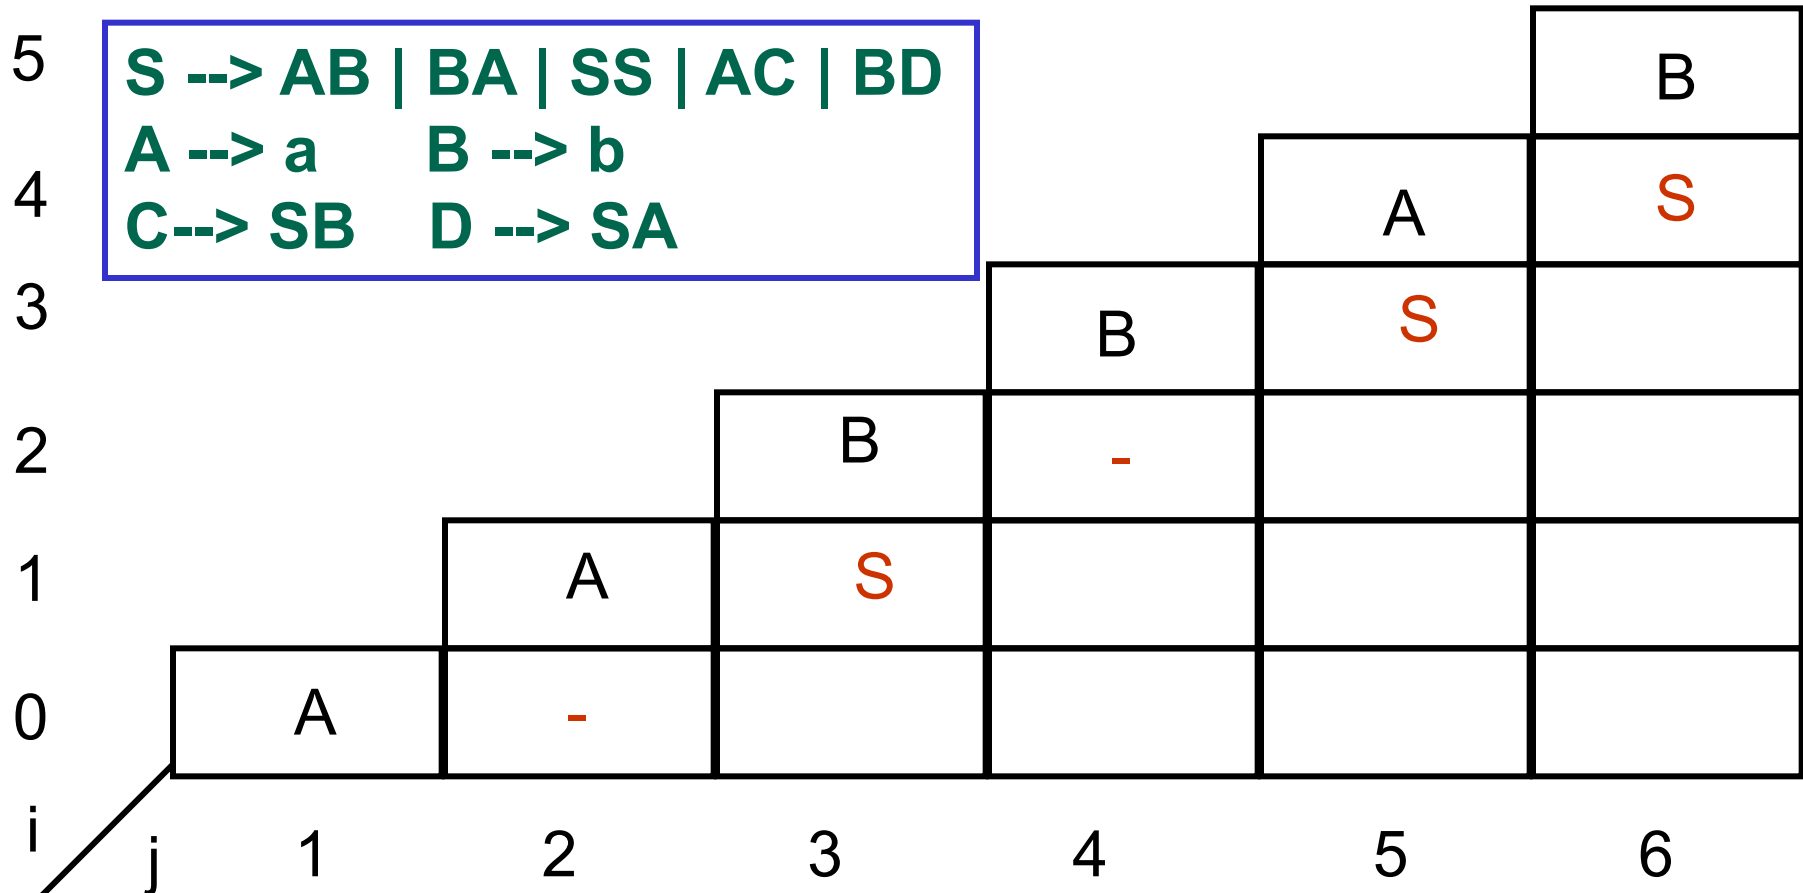 5 B
S --> AB | BA | SS | AC | BD
A --> a B --> b
4 A S
C--> SB D --> SA
3 B S
2 B -
1 A S
0 A -
i j 1 2 3 4 5 6